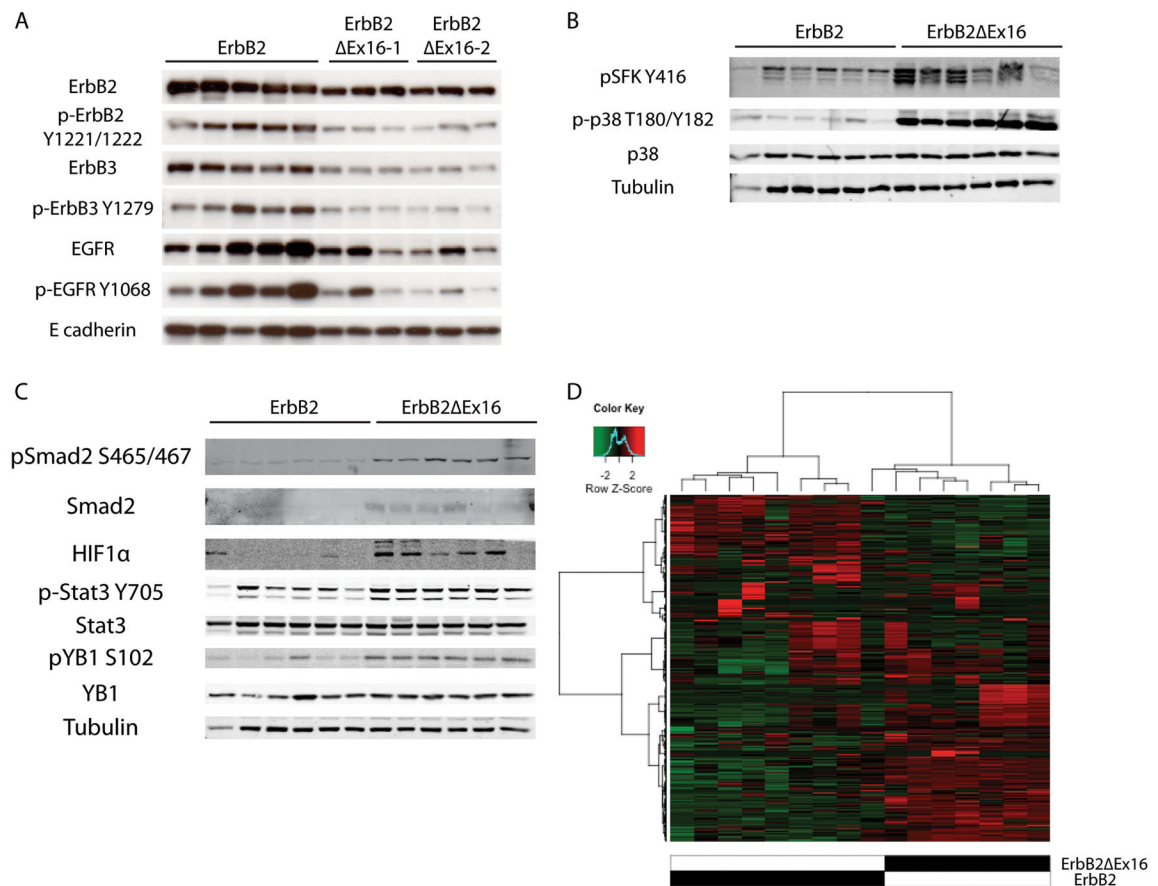 A
ErbB2
ErbB2
ΔEx16-1
ErbB2
ΔEx16-2
ErbB2
p-ErbB2
Y1221/1222
ErbB3
p-ErbB3 Y1279
EGFR
p-EGFR Y1068
E cadherin
B
ErbB2
ErbB2ΔEx16
pSFK Y416
p-p38 T180/Y182
p38
Tubulin
C
ErbB2
ErbB2ΔEx16
pSmad2 S465/467
Smad2
HIF1α
p-Stat3 Y705
Stat3
pYB1 S102
YB1
Tubulin
D
Color Key
-2 2
Row Z-Score
ErbB2ΔEx16
ErbB2